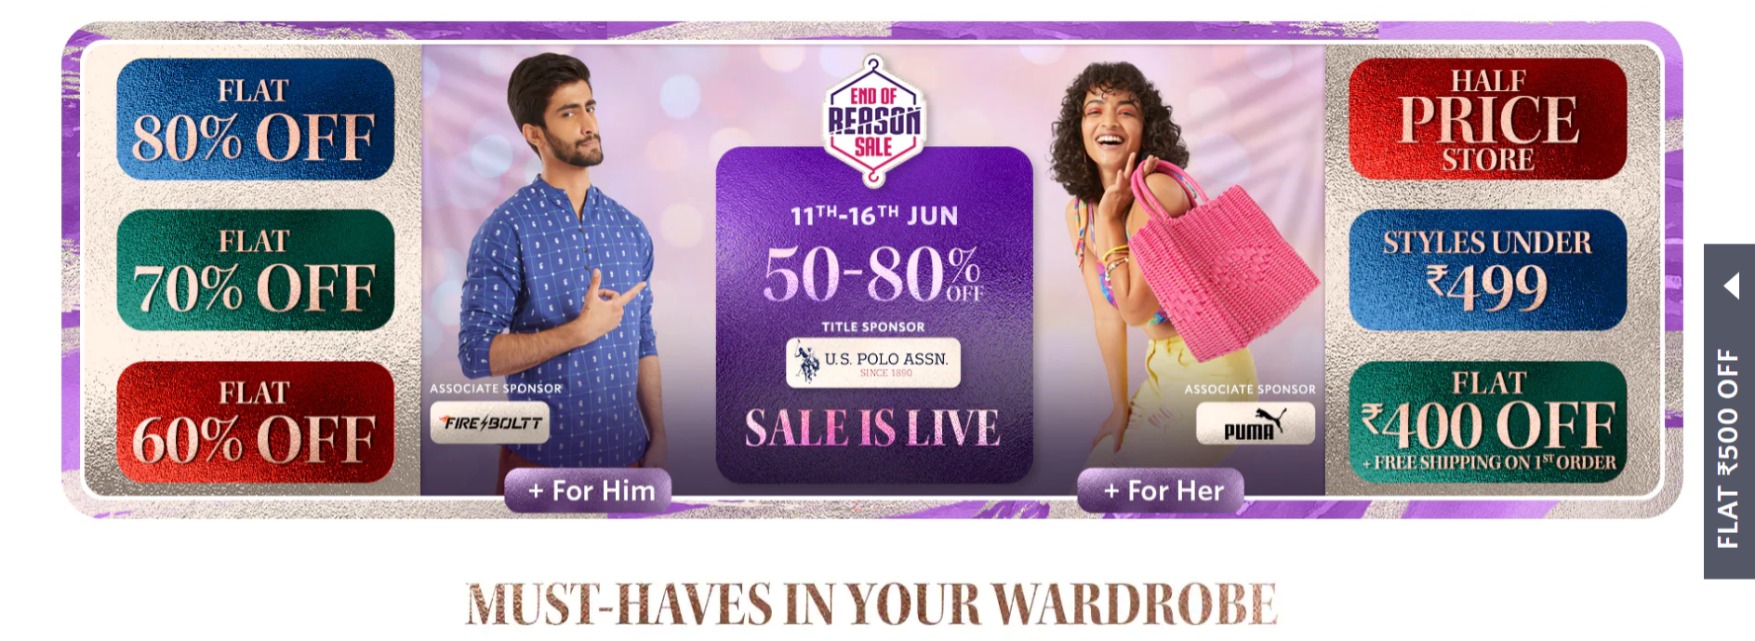 FLAT
80% OFF
FLAT
70% OFF
FLAT
60% OFF
ASSOCIATE SPONSOR
FIRE BOLTT
+ For Him
END OF
REASON
SALE
11TH-16TH JUN
50-80%
OFF
TITLE SPONSOR
U.S. POLO ASSN.
SINCE 1890
SALE IS LIVE
ASSOCIATE SPONSOR
PUMA
+ For Her
HALF
PRICE
STORE
STYLES UNDER
₹499
FLAT
₹400 OFF
+ FREE SHIPPING ON 1ST ORDER
FLAT ₹500 OFF
MUST-HAVES IN YOUR WARDROBE